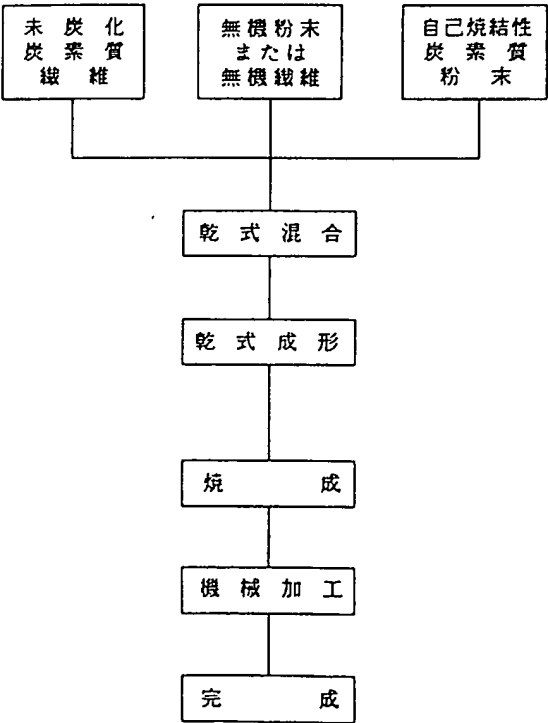 未炭化
炭素質
繊維
無機粉末
または
無機繊維
自己焼結性
炭素質
粉末
乾式混合
乾式成形
焼成
機械加工
完成